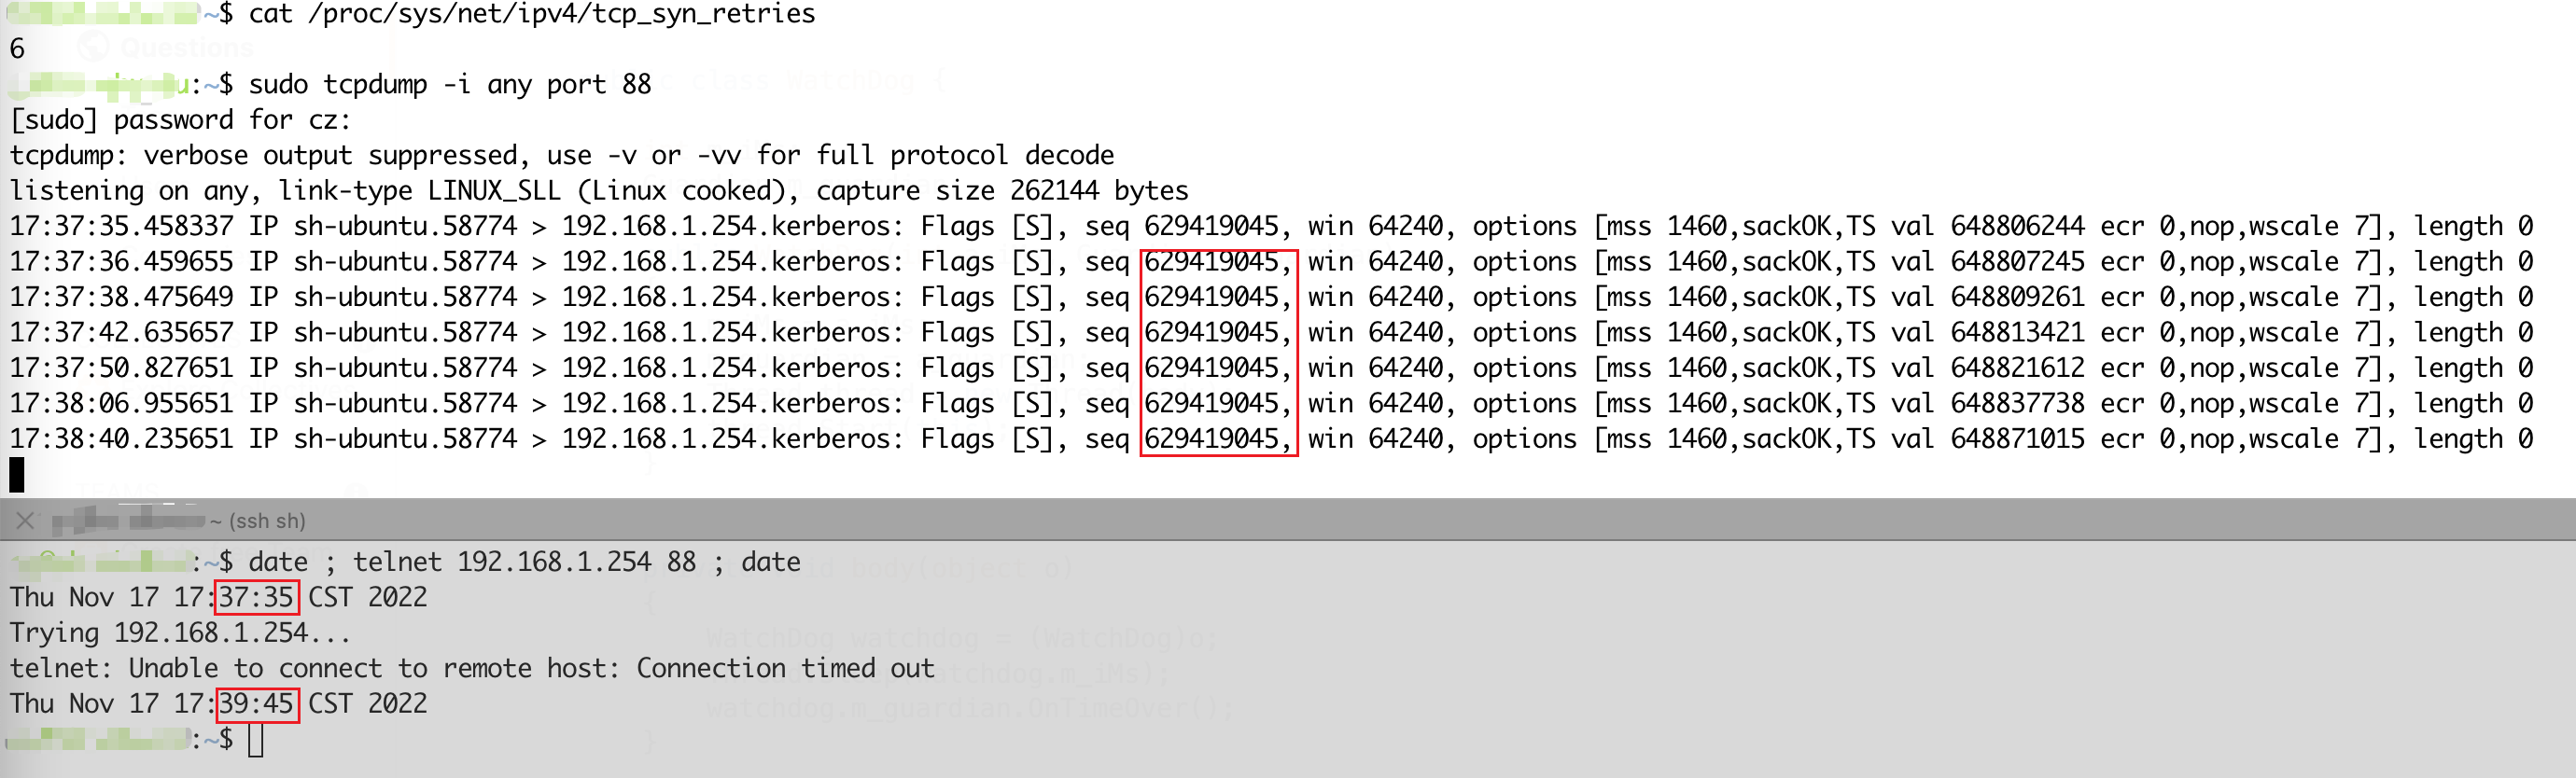 ~$ cat /proc/sys/net/ipv4/tcp_syn_retries
6
Questions
u:~$ sudo tcpdump -i any port 88
class WatchDog {
[sudo] password for cz:
tcpdump: verbose output suppressed, use -v or -vv for full protocol decode
listening on any, link-type LINUX_SLL (Linux cooked), capture size 262144 bytes
17:37:35.458337 IP sh-ubuntu.58774 > 192.168.1.254.kerberos: Flags [S], seq 629419045, win 64240, options [mss 1460,sackOK,TS val 648806244 ecr 0,nop,wscale 7], length 0
17:37:36.459655 IP sh-ubuntu.58774 > 192.168.1.254.kerberos: Flags [S], seq 629419045, win 64240, options [mss 1460,sackOK,TS val 648807245 ecr 0,nop,wscale 7], length 0
17:37:38.475649 IP sh-ubuntu.58774 > 192.168.1.254.kerberos: Flags [S], seq 629419045, win 64240, options [mss 1460,sackOK,TS val 648809261 ecr 0,nop,wscale 7], length 0
17:37:42.635657 IP sh-ubuntu.58774 > 192.168.1.254.kerberos: Flags [S], seq 629419045, win 64240, options [mss 1460,sackOK,TS val 648813421 ecr 0,nop,wscale 7], length 0
17:37:50.827651 IP sh-ubuntu.58774 > 192.168.1.254.kerberos: Flags [S], seq 629419045, win 64240, options [mss 1460,sackOK,TS val 648821612 ecr 0,nop,wscale 7], length 0
17:38:06.955651 IP sh-ubuntu.58774 > 192.168.1.254.kerberos: Flags [S], seq 629419045, win 64240, options [mss 1460,sackOK,TS val 648837738 ecr 0,nop,wscale 7], length 0
17:38:40.235651 IP sh-ubuntu.58774 > 192.168.1.254.kerberos: Flags [S], seq 629419045, win 64240, options [mss 1460,sackOK,TS val 648871015 ecr 0,nop,wscale 7], length 0
TEAMS
~ (ssh sh)
:~$ date ; telnet 192.168.1.254 88 ; date
body(object o)
Thu Nov 17 17:37:35 CST 2022
{
Trying 192.168.1.254...
WatchDog watchdog = (WatchDog)o;
telnet: Unable to connect to remote host: Connection timed out
Thu Nov 17 17:39:45 CST 2022
watchdog.m_guardian.OnTimeOver();
:~$
}